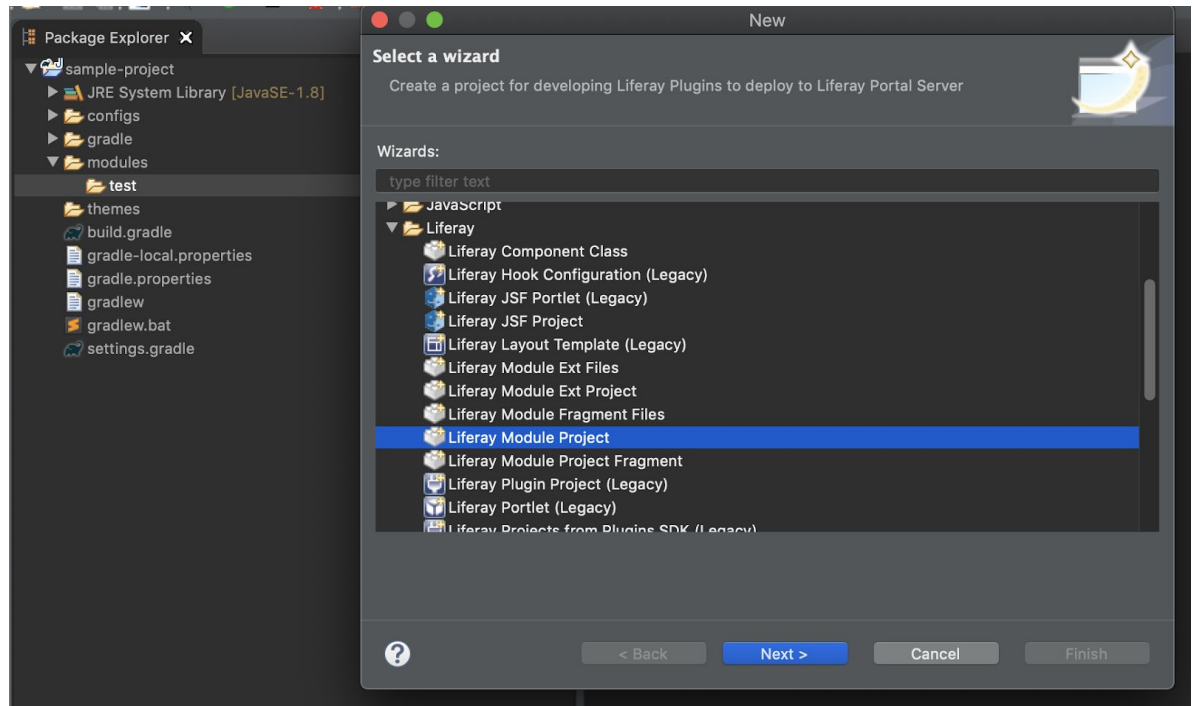 Package Explorer
sample-project
JRE System Library [JavaSE-1.8]
configs
gradle
modules
test
themes
build.gradle
gradle-local.properties
gradle.properties
gradlew
gradlew.bat
settings.gradle
New
Select a wizard
Create a project for developing Liferay Plugins to deploy to Liferay Portal Server
Wizards:
type filter text
JavaScript
Liferay
Liferay Component Class
Liferay Hook Configuration (Legacy)
Liferay JSF Portlet (Legacy)
Liferay JSF Project
Liferay Layout Template (Legacy)
Liferay Module Ext Files
Liferay Module Ext Project
Liferay Module Fragment Files
Liferay Module Project
Liferay Module Project Fragment
Liferay Plugin Project (Legacy)
Liferay Portlet (Legacy)
Liferay Projects from Plugins SDK (Legacy)
?
< Back
Next >
Cancel
Finish